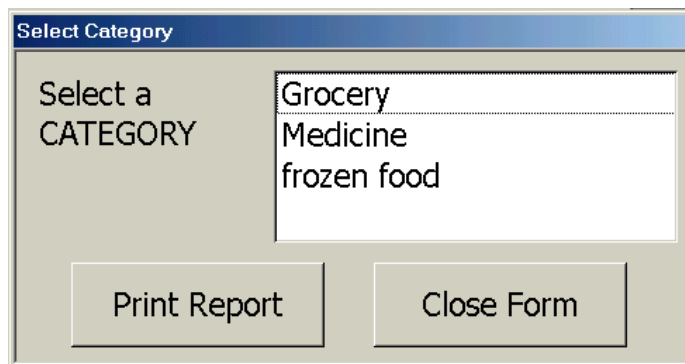 Select Category
Select a
CATEGORY
Grocery
Medicine
frozen food
Print Report
Close Form